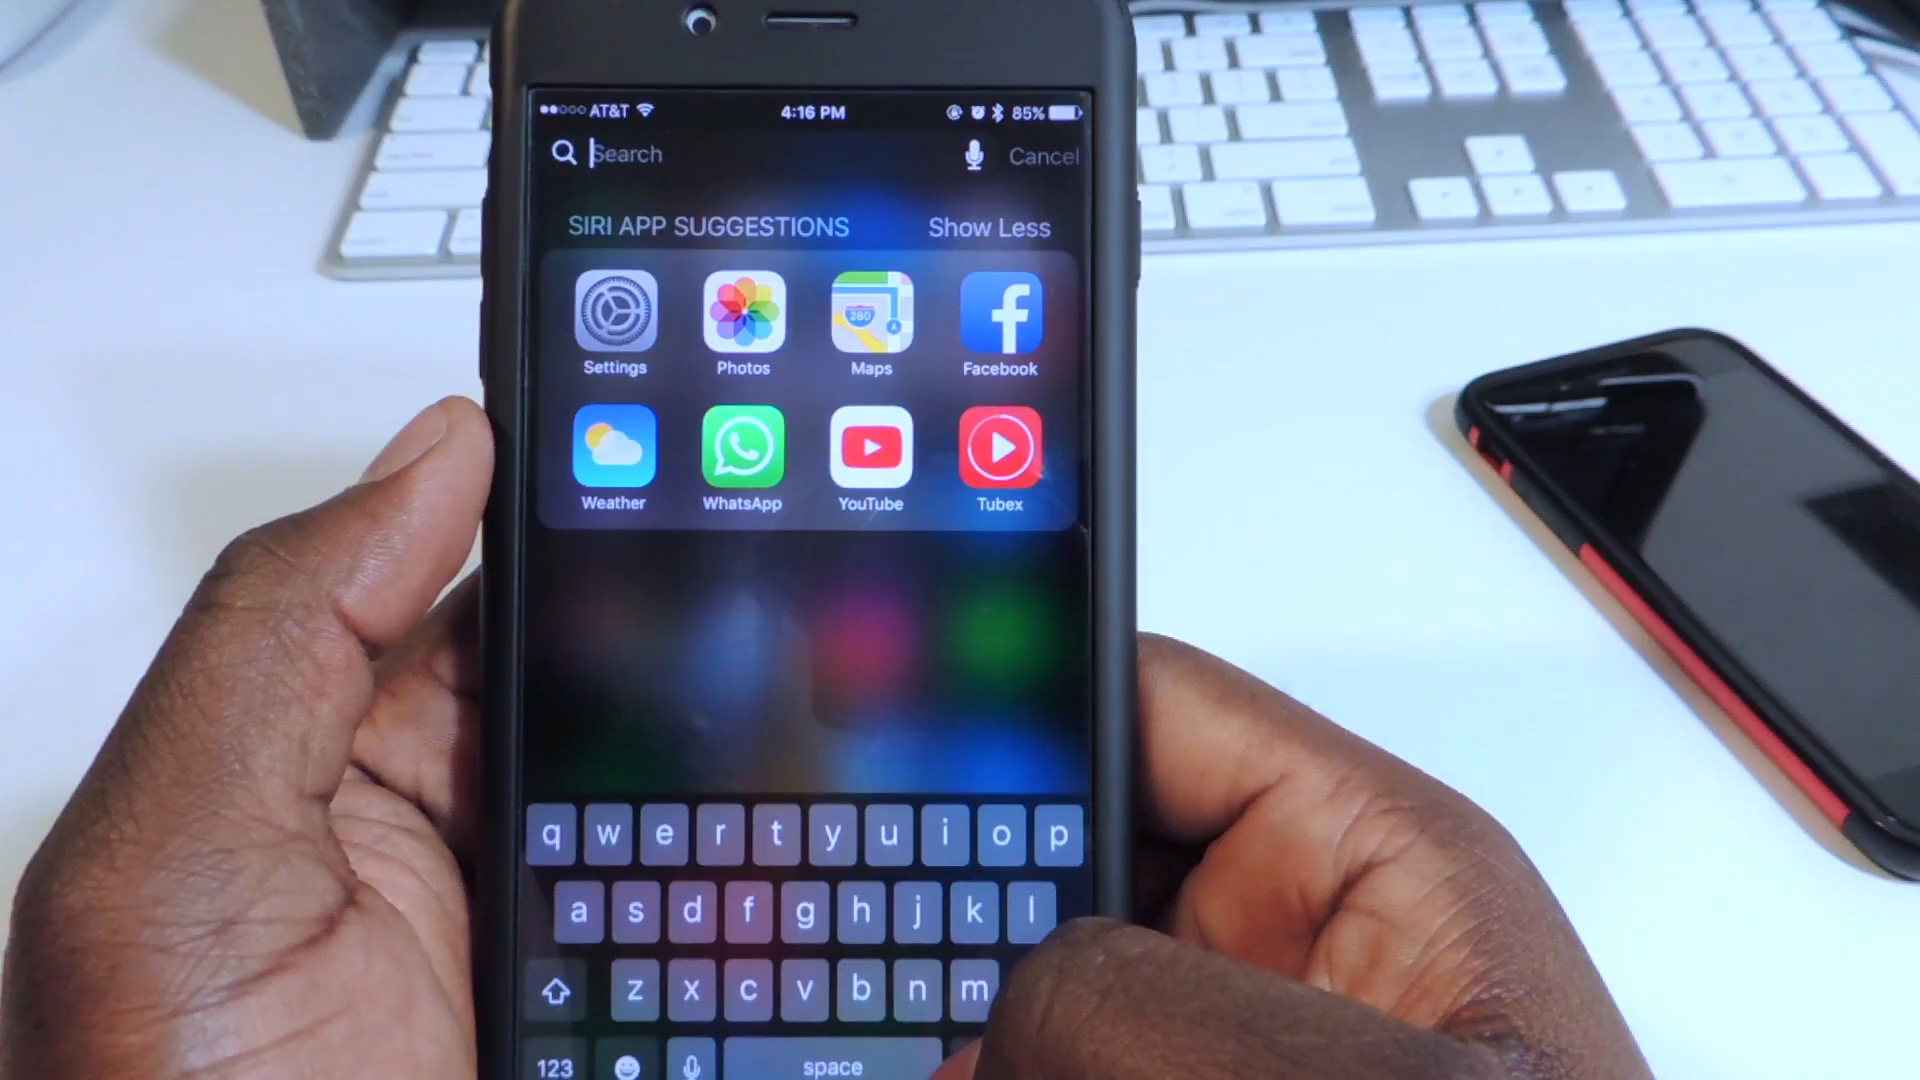 AT&T 4:16 PM 85%
Search Cancel
SIRI APP SUGGESTIONS Show Less
280
Settings Photos Maps Facebook
Weather WhatsApp YouTube Tubex
q w e r t y u i o p
a s d f g h j k l
z x c v b n m
123 space